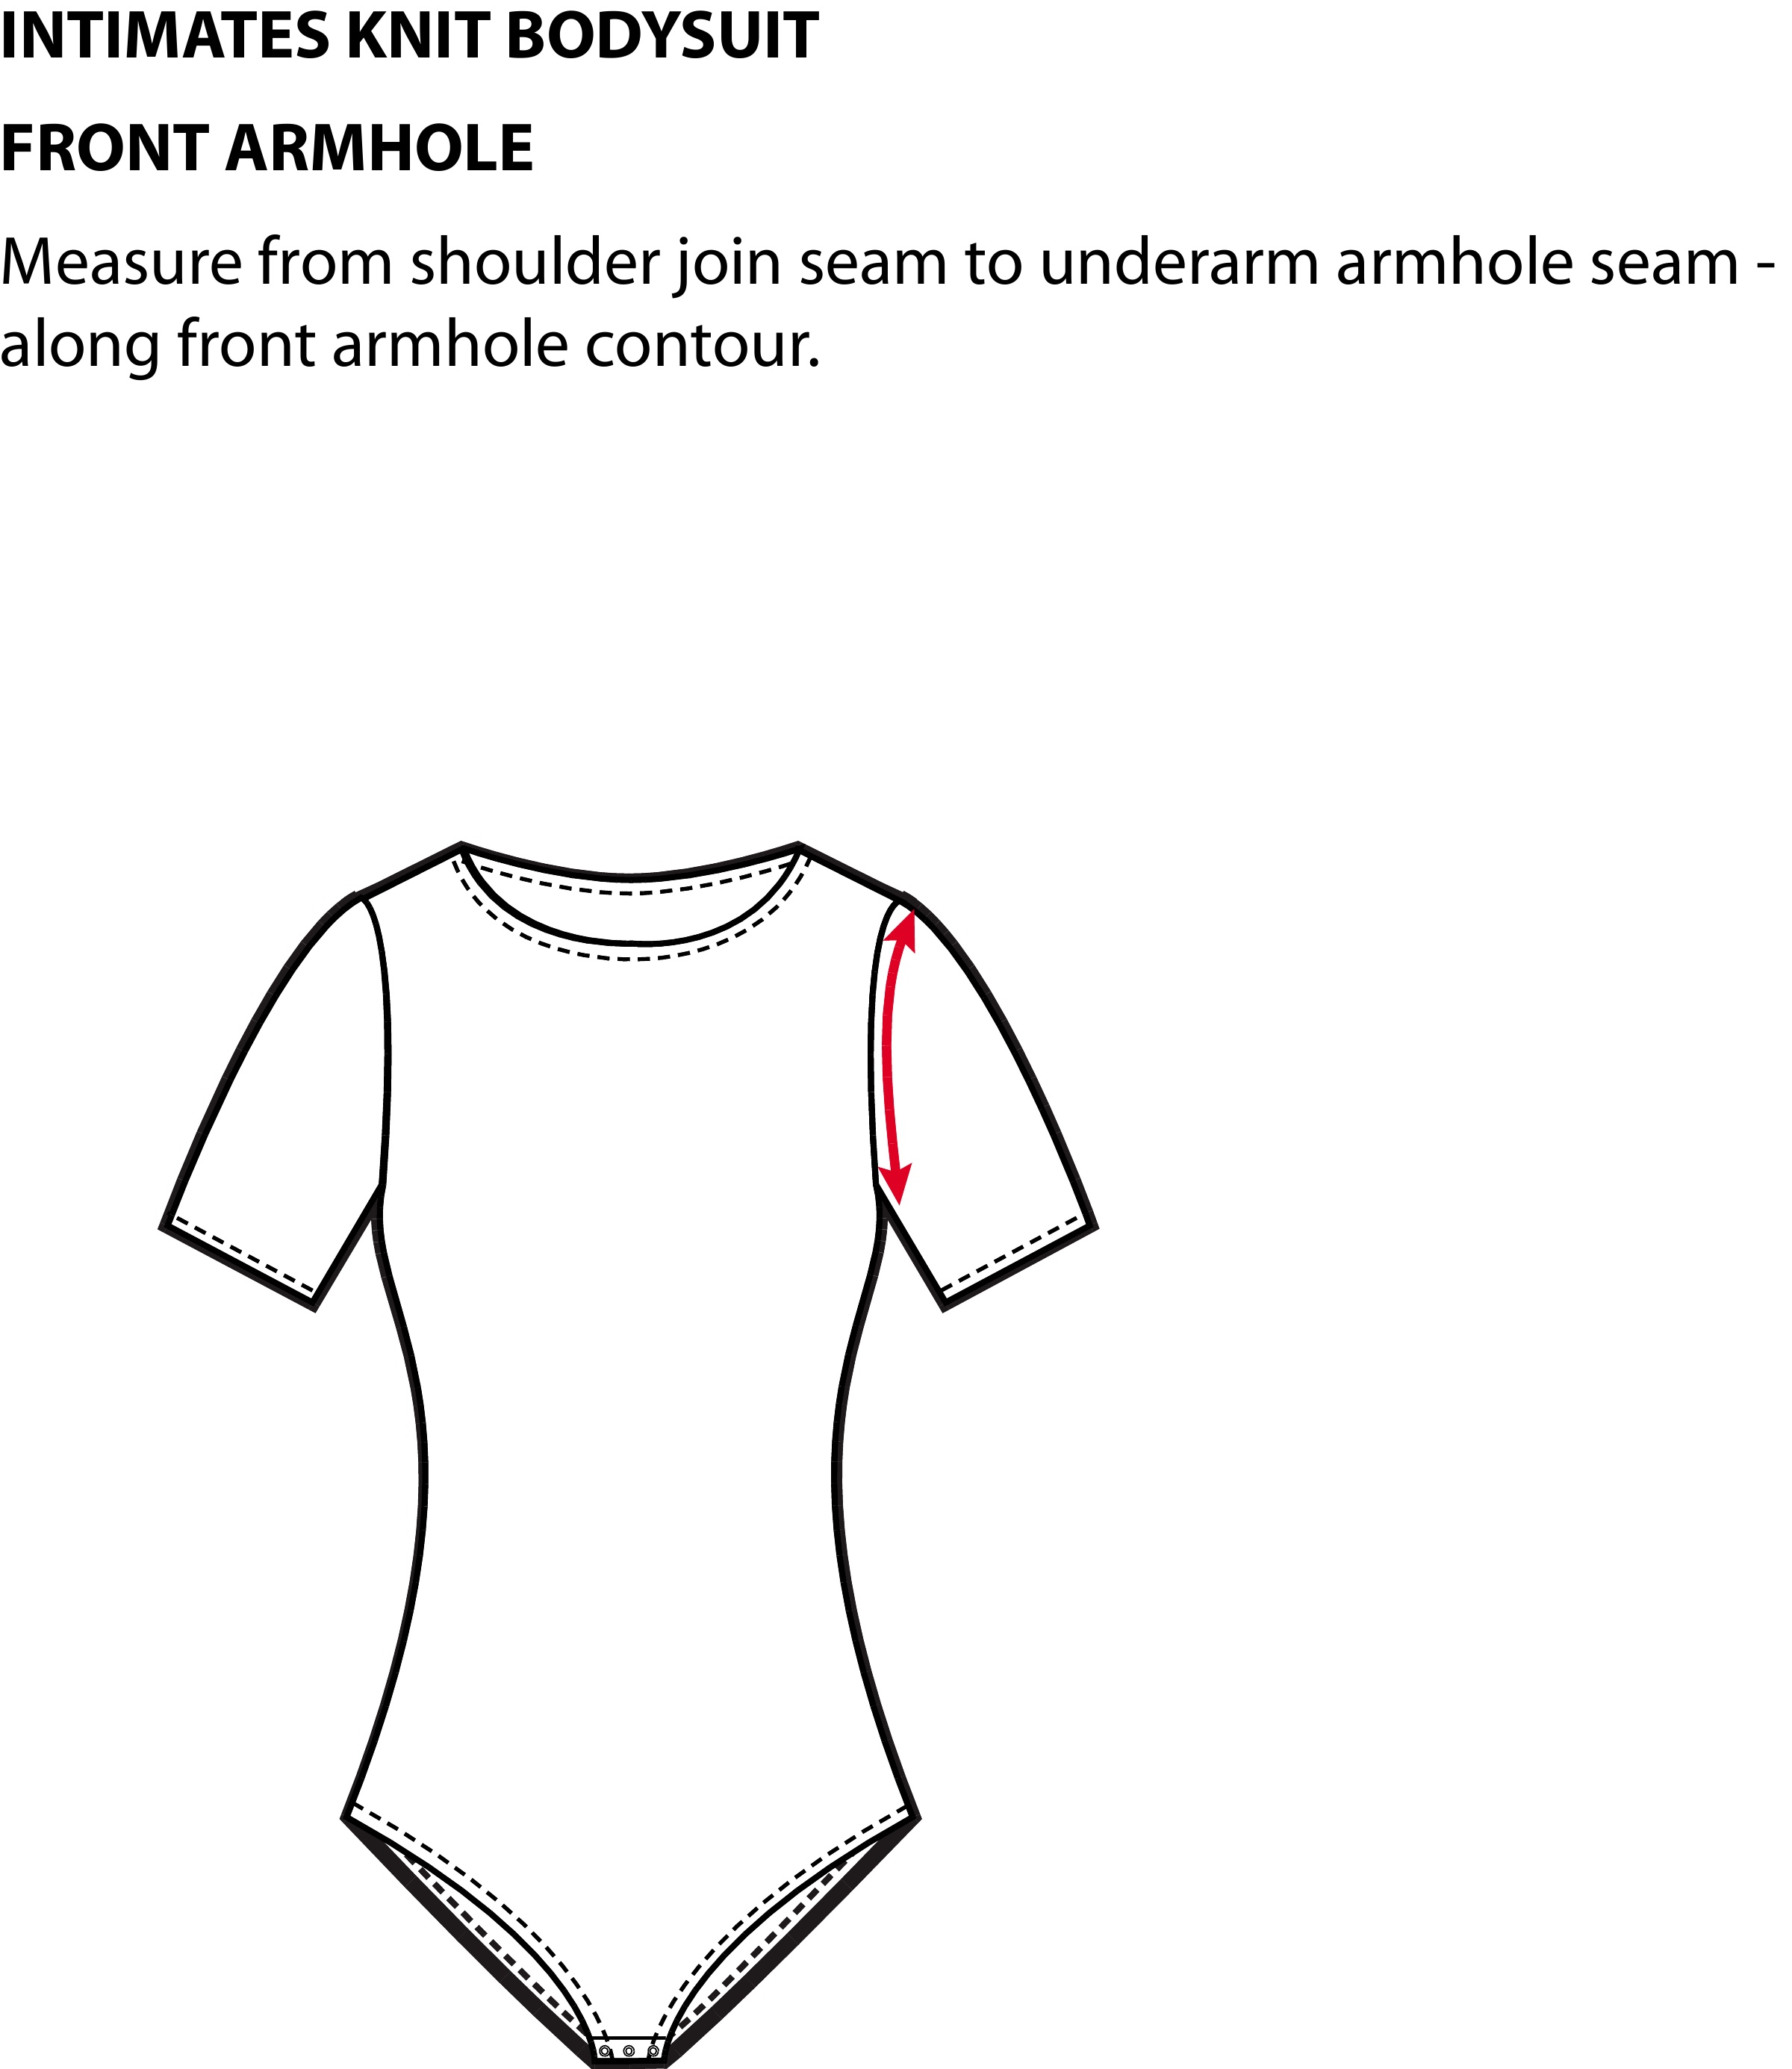 INTIMATES KNIT BODYSUIT
FRONT ARMHOLE
Measure from shoulder join seam to underarm armhole seam -
along front armhole contour.